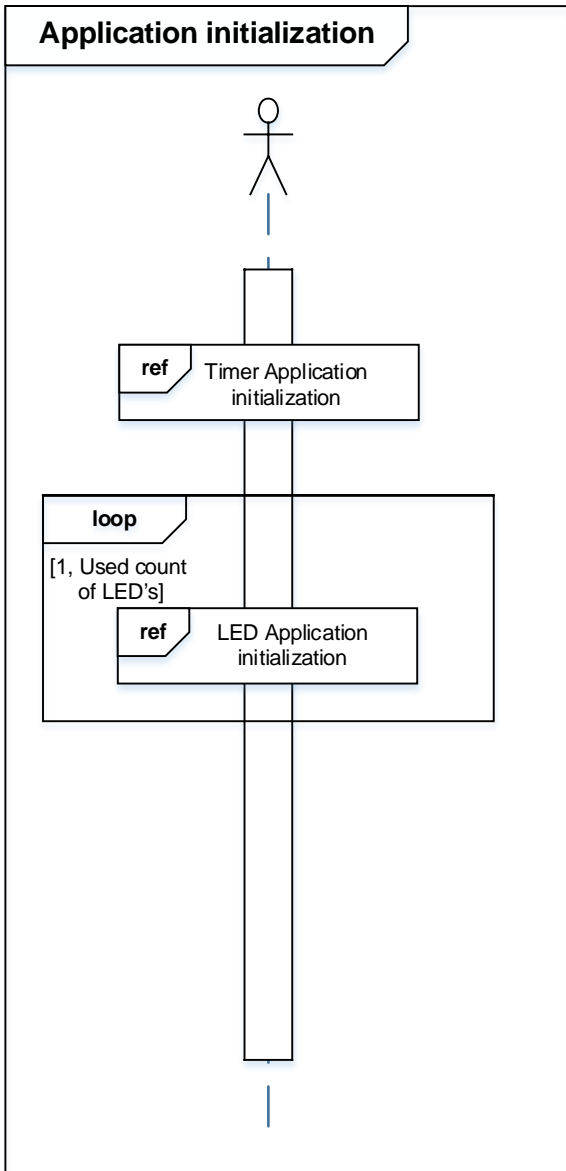 Application initialization
ref
Timer Application
initialization
loop
[1, Used count
of LED's]
ref
LED Application
initialization